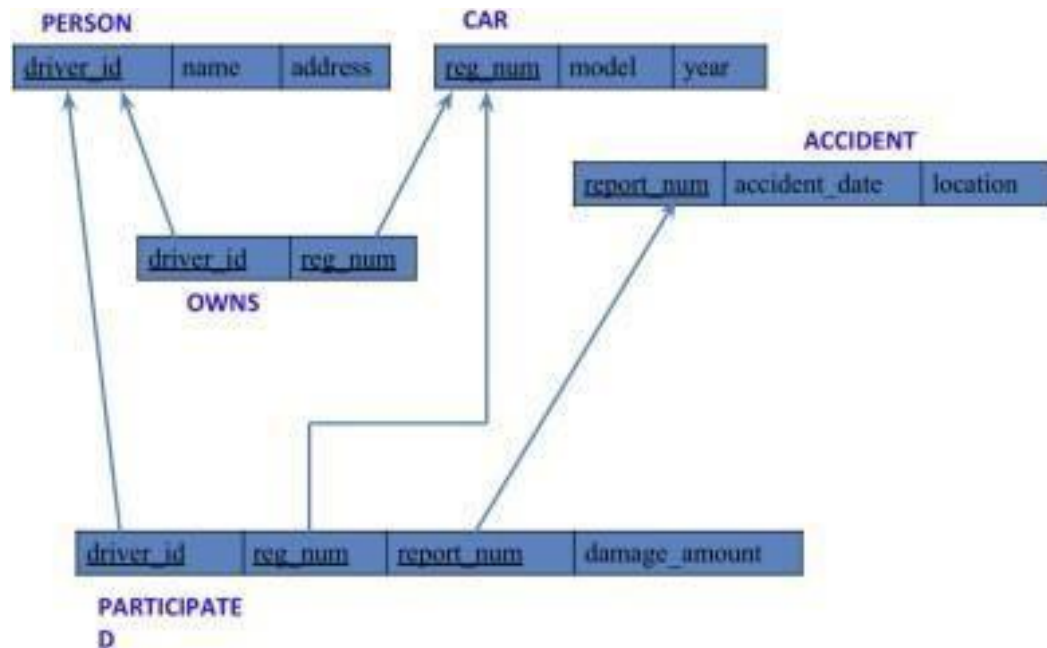 PERSON
CAR
driver_id name address
reg_num model year
ACCIDENT
report_num accident_date location
driver_id reg_num
OWNS
driver_id reg_num report_num damage_amount
PARTICIPATE
D